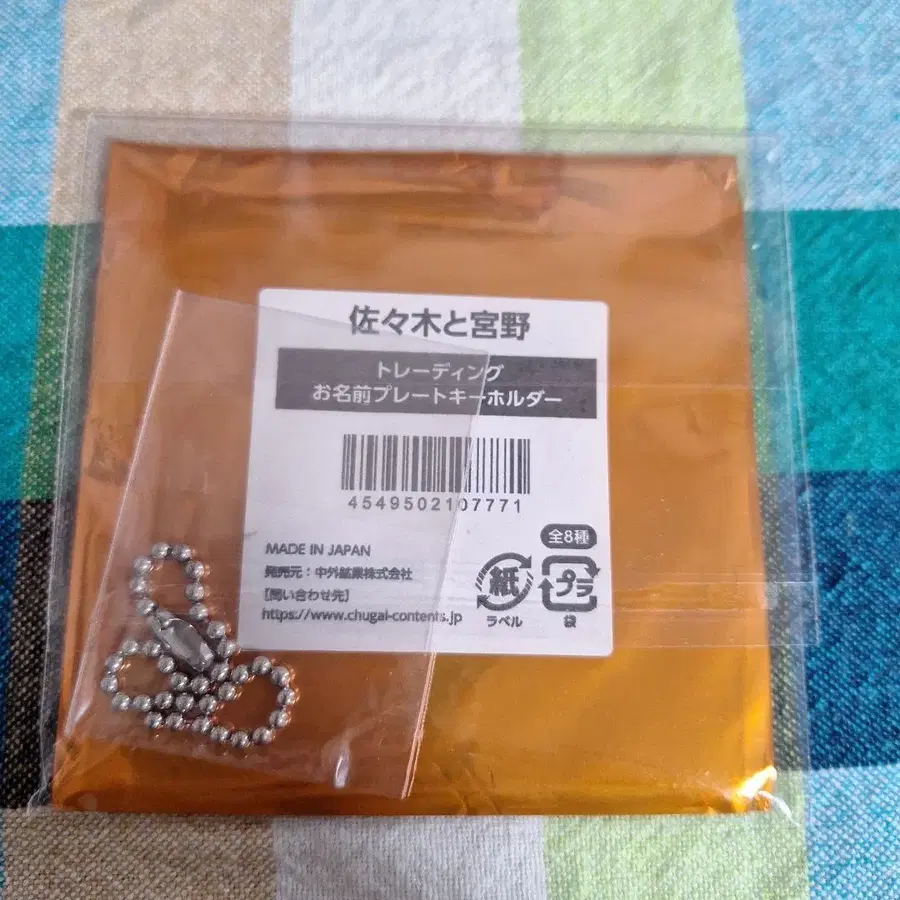 佐々木と宮野
トレーディング
お名前プレートキーホルダー
4549502107771
全8種
MADE IN JAPAN
発売元：中外鉱業株式会社
【問い合わせ先】
https://www.chugai-contents.jp
紙
ラベル
プラ
袋